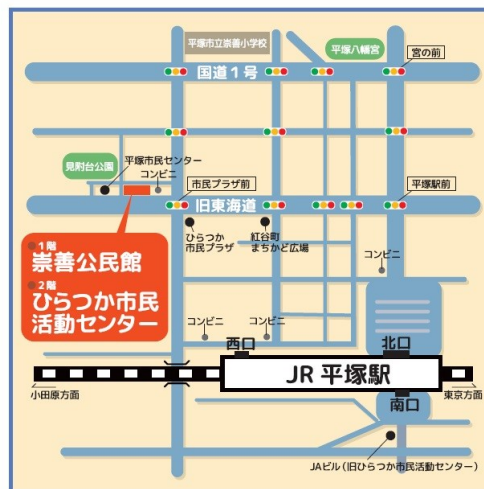 平塚市立崇善小学校
平塚八幡宮
宮の前
国道1号
平塚市民センター
見附台公園
コンビニ
市民プラザ前
平塚駅前
旧東海道
ひらつか
市民プラザ
紅谷町
まちかど広場
1階
崇善公民館
2階
ひらつか市民
活動センター
コンビニ
コンビニ
コンビニ
西口
北口
JR 平塚駅
小田原方面
東京方面
南口
JAビル(旧ひらつか市民活動センター)